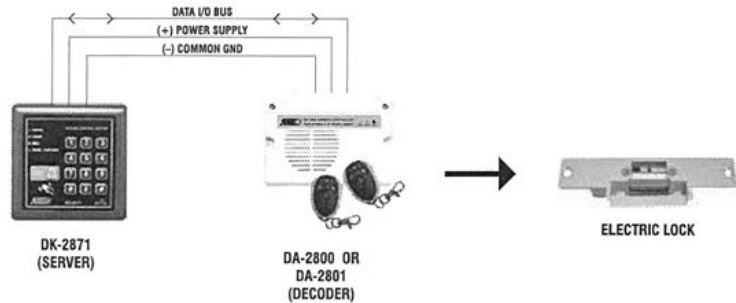 DATA I/O BUS
(+) POWER SUPPLY
(–) COMMON GND
DK-2871
(SERVER)
DA-2800 OR
DA-2801
(DECODER)
ELECTRIC LOCK